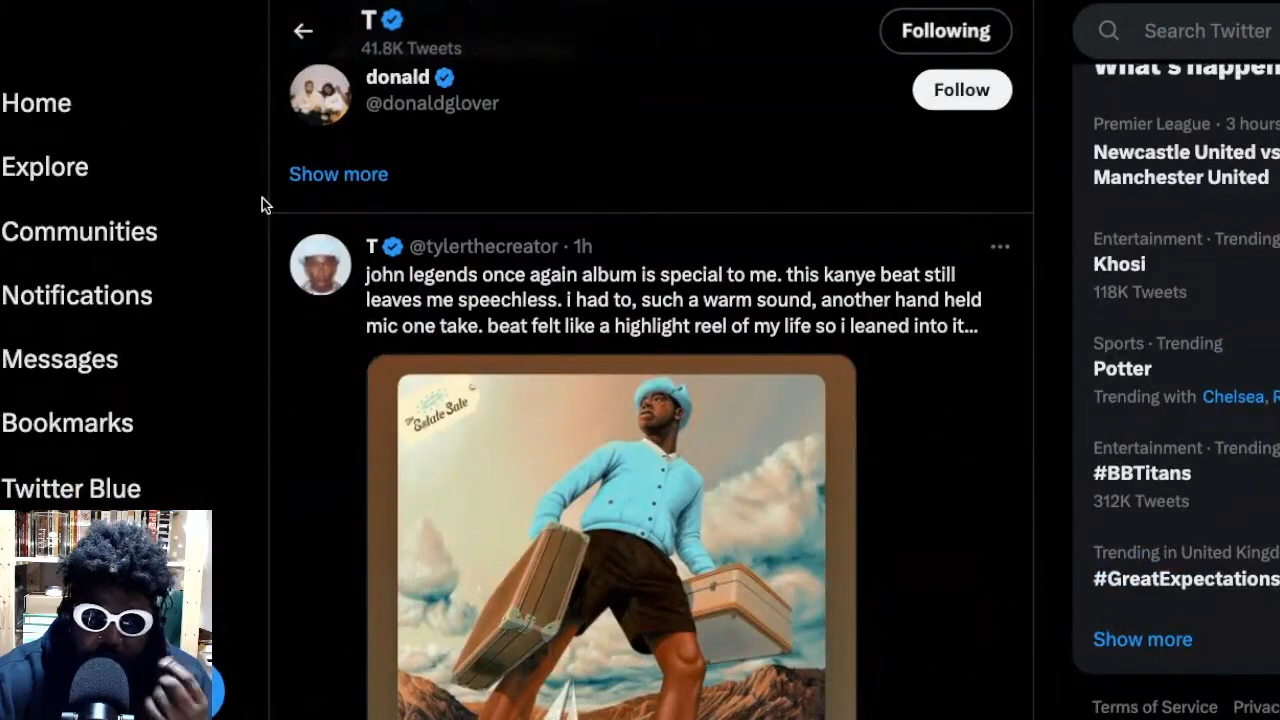 T
41.8K Tweets
Following
donald
@donaldglover
Follow
Show more
Home
Explore
Communities
Notifications
Messages
Bookmarks
Twitter Blue
T @tylerthecreator · 1h
john legends once again album is special to me. this kanye beat still
leaves me speechless. i had to, such a warm sound, another hand held
mic one take. beat felt like a highlight reel of my life so i leaned into it...
The Estate Sale
Search Twitter
What's happen
Premier League · 3 hours
Newcastle United vs
Manchester United
Entertainment · Trending
Khosi
118K Tweets
Sports · Trending
Potter
Trending with Chelsea, R
Entertainment · Trending
#BBTitans
312K Tweets
Trending in United Kingd
#GreatExpectations
Show more
Terms of Service Privac